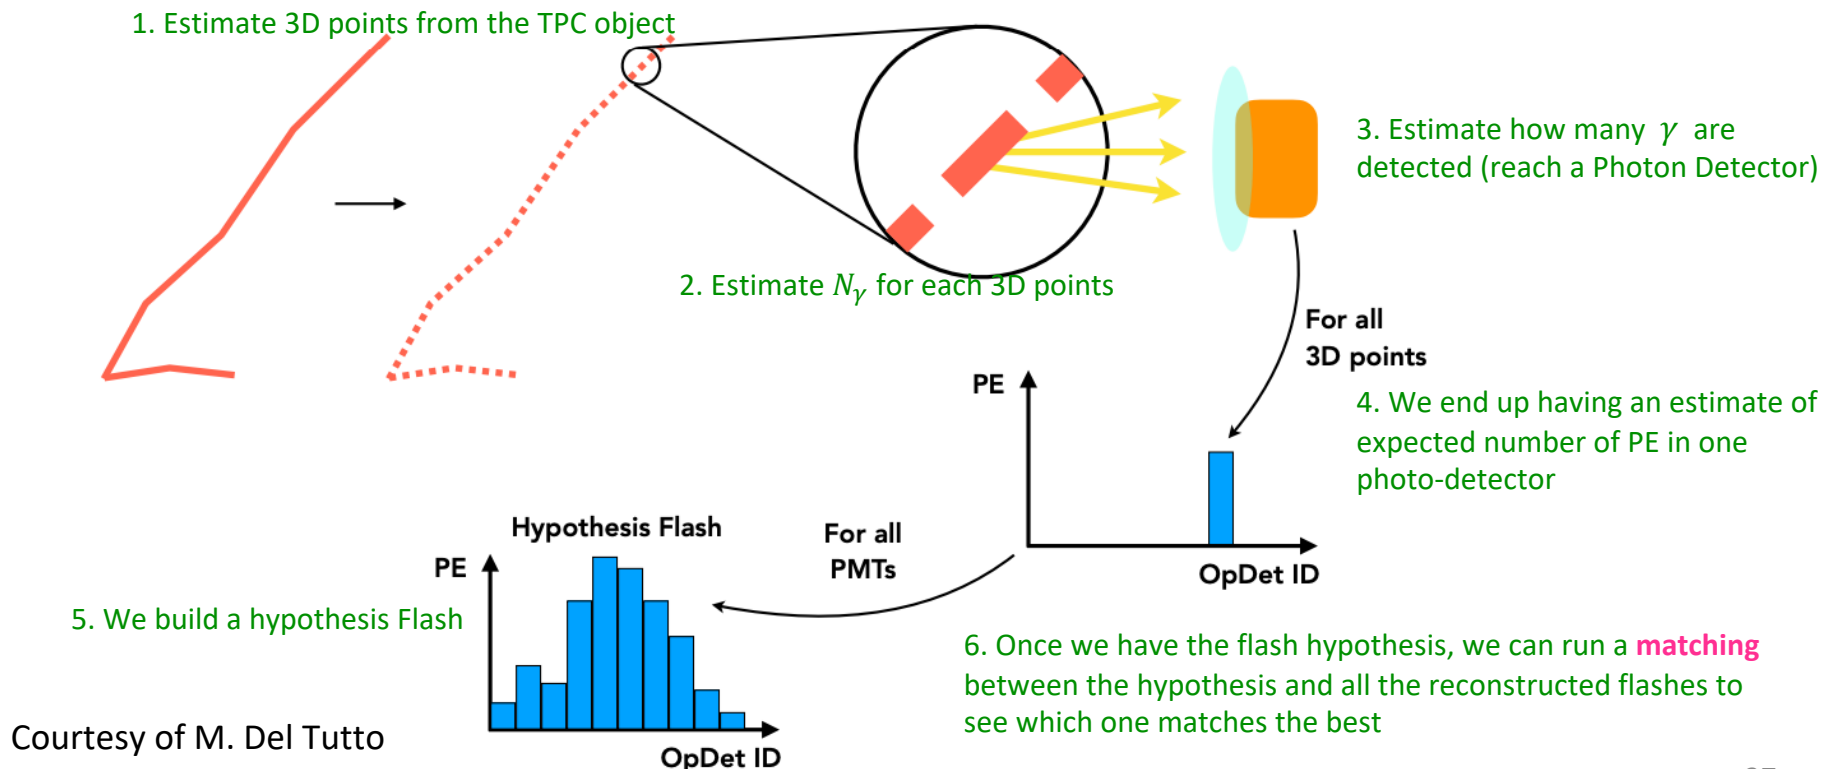 1. Estimate 3D points from the TPC object
3. Estimate how many γ are
detected (reach a Photon Detector)
2. Estimate Nγ for each 3D points
For all
3D points
PE
4. We end up having an estimate of
expected number of PE in one
photo-detector
OpDet ID
For all
PMTs
Hypothesis Flash
PE
5. We build a hypothesis Flash
OpDet ID
6. Once we have the flash hypothesis, we can run a matching
between the hypothesis and all the reconstructed flashes to
see which one matches the best
Courtesy of M. Del Tutto